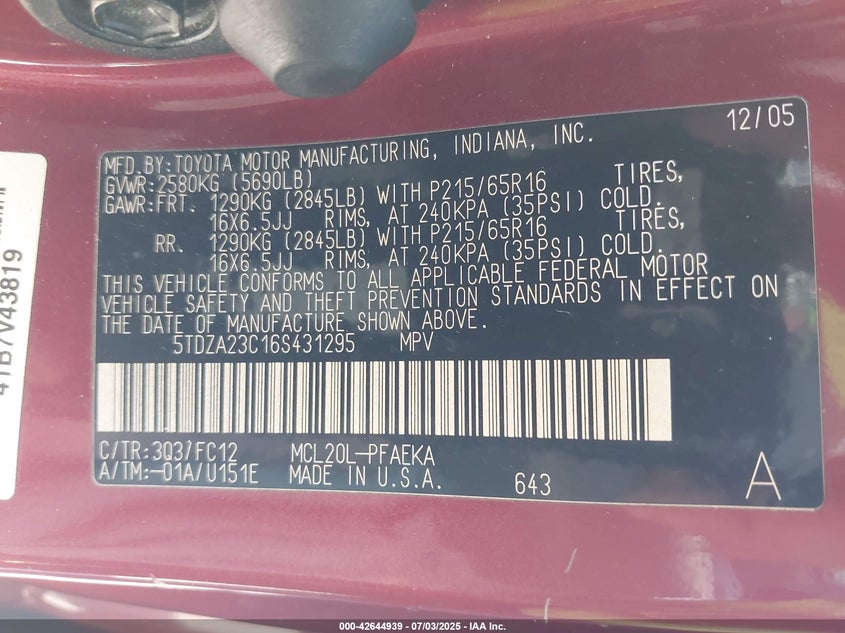 12/05
MFD.BY:TOYOTA MOTOR MANUFACTURING, INDIANA, INC.
GVWR:2580KG (5690LB)
GAWR:FRT. 1290KG (2845LB) WITH P215/65R16 TIRES,
16X6.5JJ RIMS, AT 240KPA (35PSI) COLD.
RR. 1290KG (2845LB) WITH P215/65R16 TIRES,
16X6.5JJ RIMS, AT 240KPA (35PSI) COLD.
THIS VEHICLE CONFORMS TO ALL APPLICABLE FEDERAL MOTOR
VEHICLE SAFETY AND THEFT PREVENTION STANDARDS IN EFFECT ON
THE DATE OF MANUFACTURE SHOWN ABOVE.
5TDZA23C16S431295 MPV
C/TR:3Q3/FC12 MCL20L-PFAEKA
A/TM:-01A/U151E MADE IN U.S.A. 643 A
41B7V43819
000-42644939 - 07/03/2025 - IAA Inc.